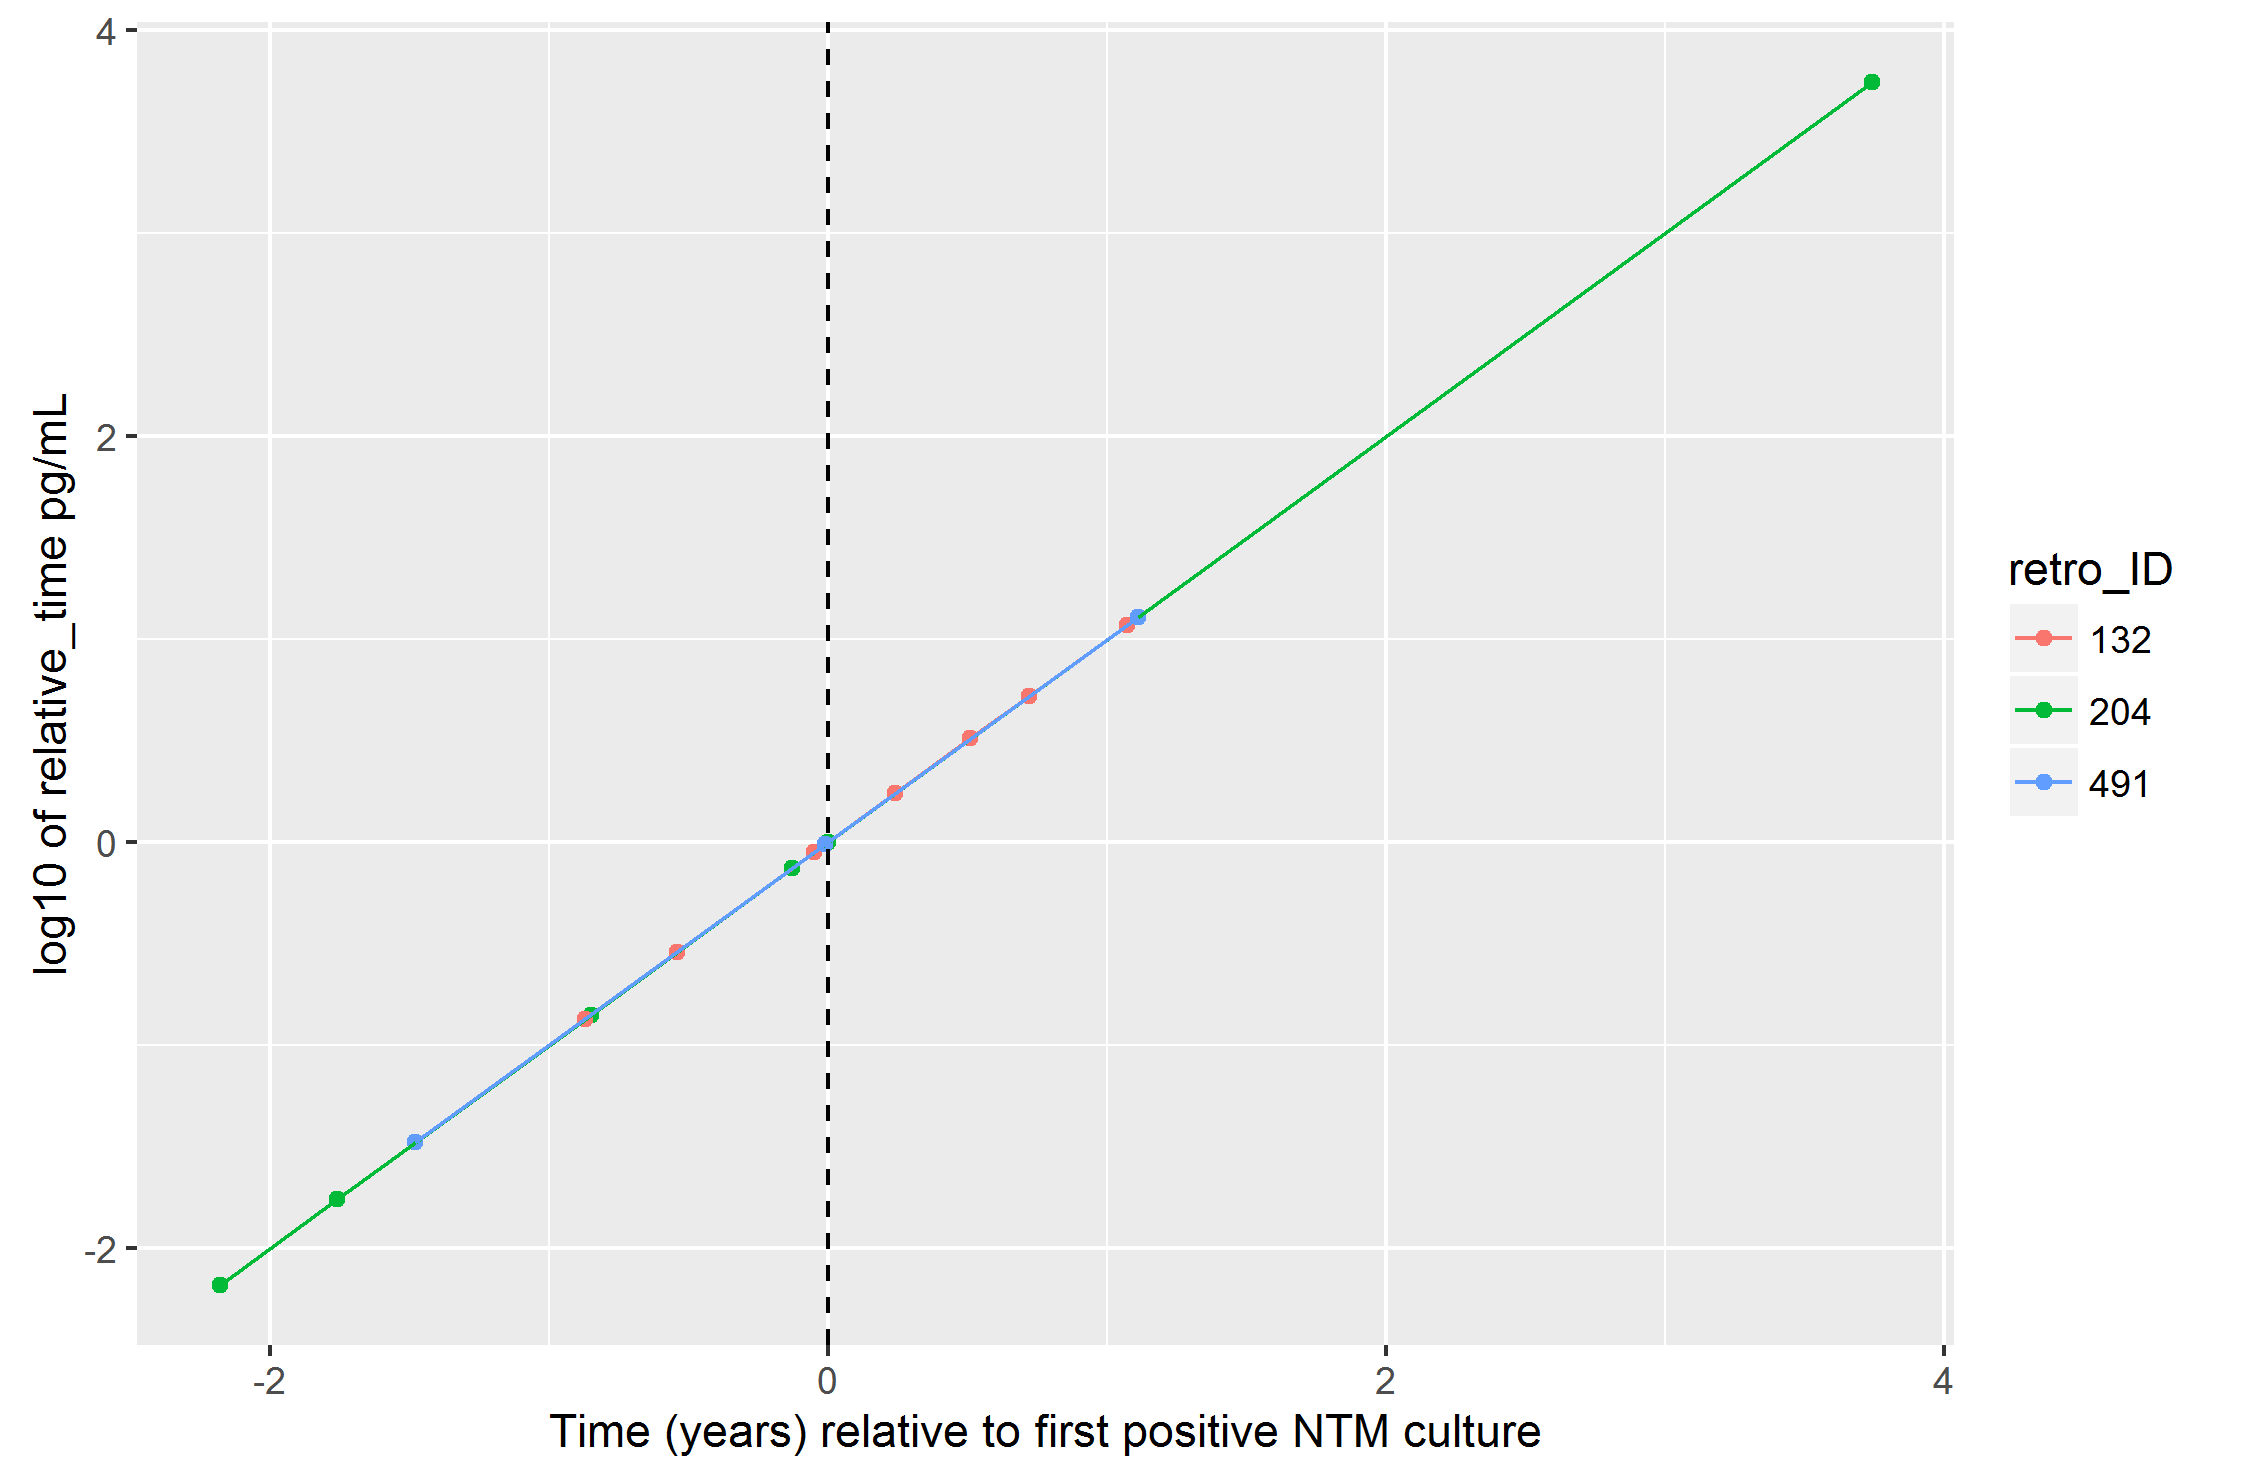 4
2
0
-2
log10 of relative_time pg/mL
-2 0 2 4
Time (years) relative to first positive NTM culture
retro_ID
132
204
491